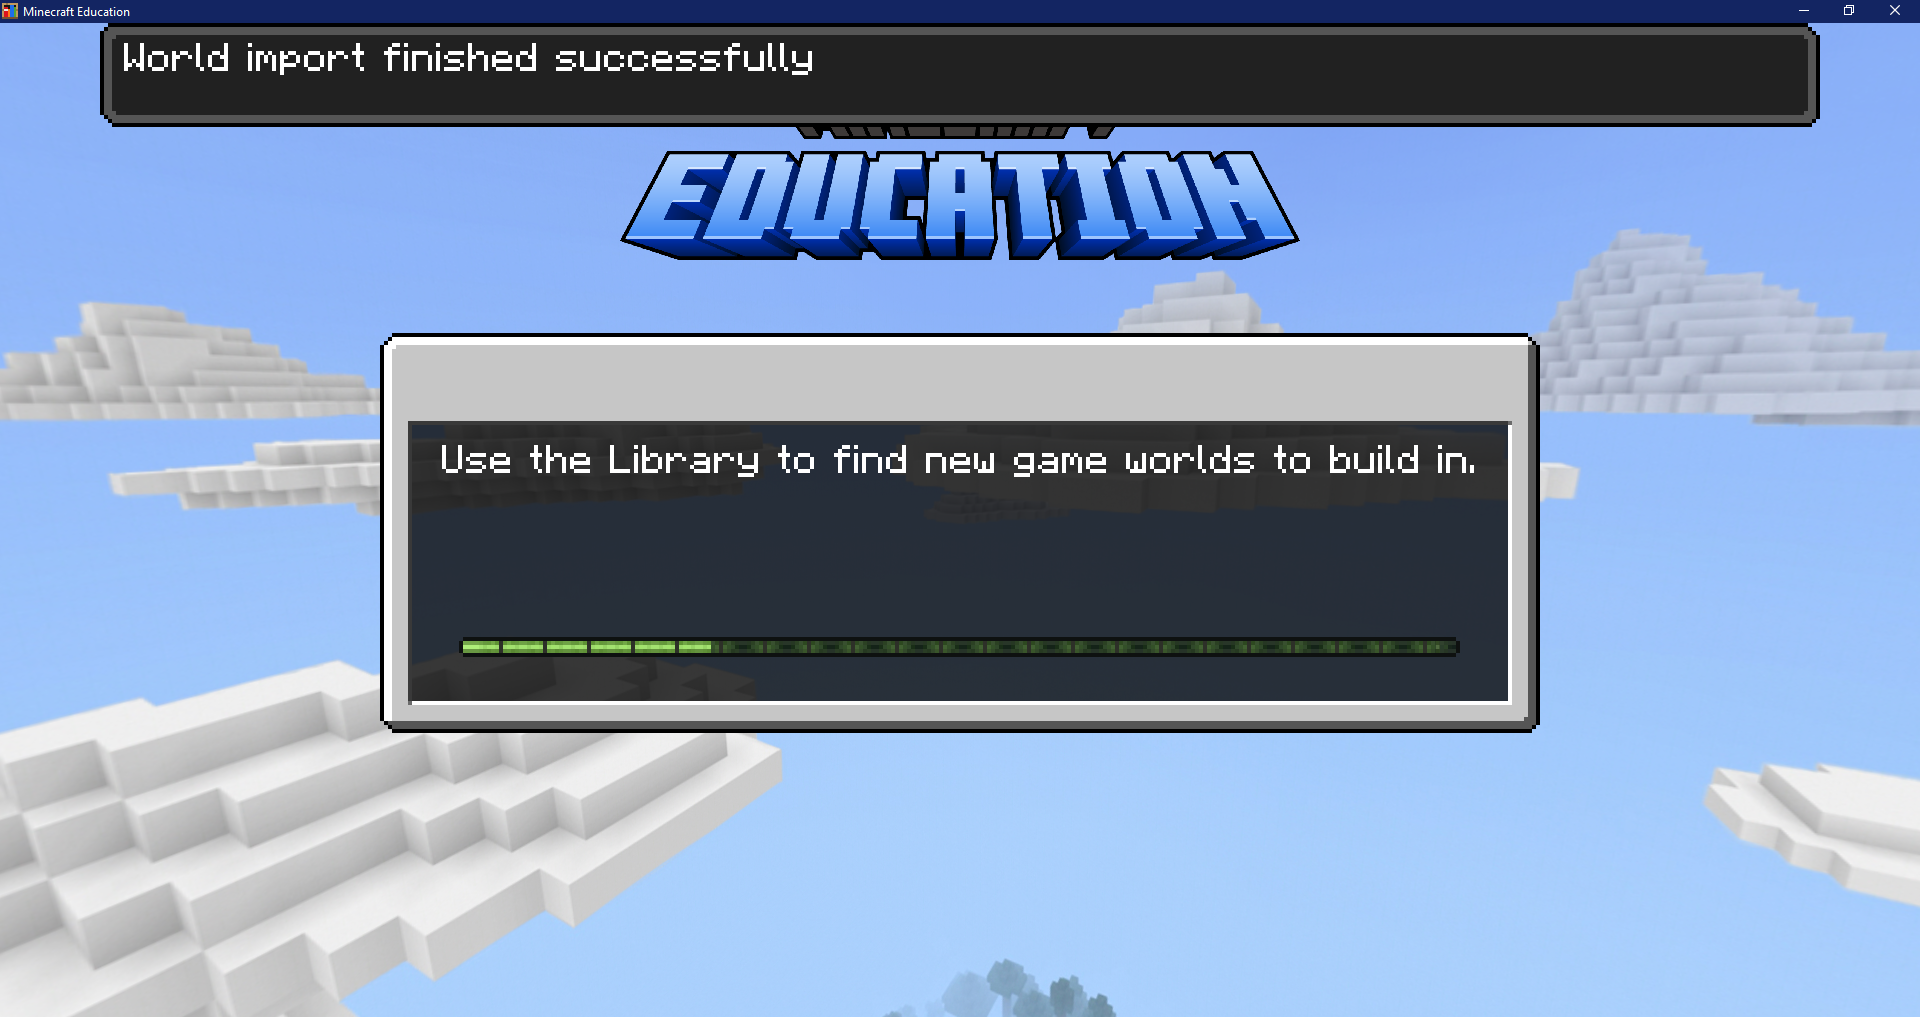 Minecraft Education
World import finished successfully
EDUCATION
Use the Library to find new game worlds to build in.